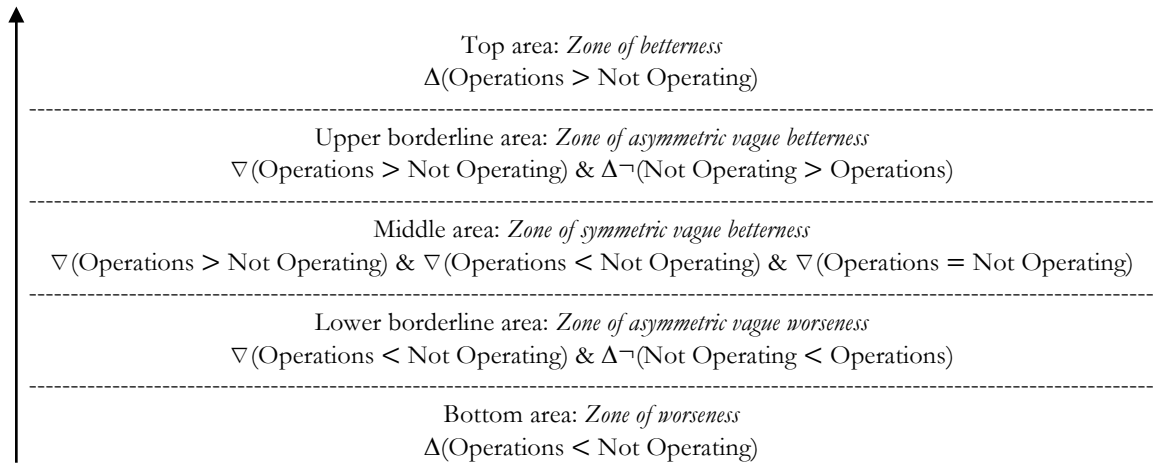 Top area: Zone of betterness
Δ(Operations > Not Operating)
Upper borderline area: Zone of asymmetric vague betterness
▽(Operations > Not Operating) & Δ¬(Not Operating > Operations)
Middle area: Zone of symmetric vague betterness
▽(Operations > Not Operating) & ▽(Operations < Not Operating) & ▽(Operations = Not Operating)
Lower borderline area: Zone of asymmetric vague worseness
▽(Operations < Not Operating) & Δ¬(Not Operating < Operations)
Bottom area: Zone of worseness
Δ(Operations < Not Operating)